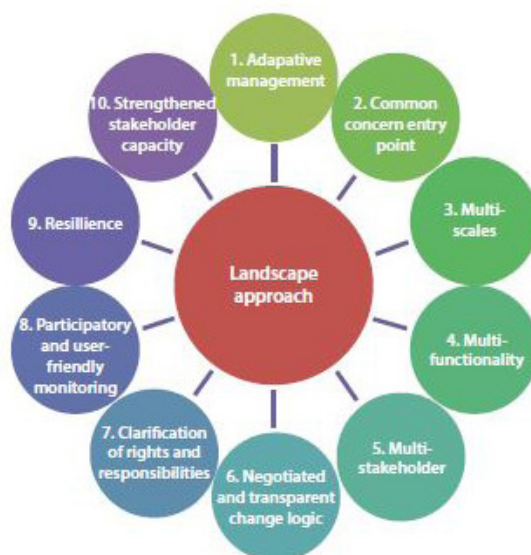 1. Adapative
management
2. Common
concern entry
point
3. Multi-
scales
4. Multi-
functionality
5. Multi-
stakeholder
6. Negotiated
and transparent
change logic
7. Clarification
of rights and
responsibilities
8. Participatory
and user-
friendly
monitoring
9. Resillience
10. Strengthened
stakeholder
capacity
Landscape
approach